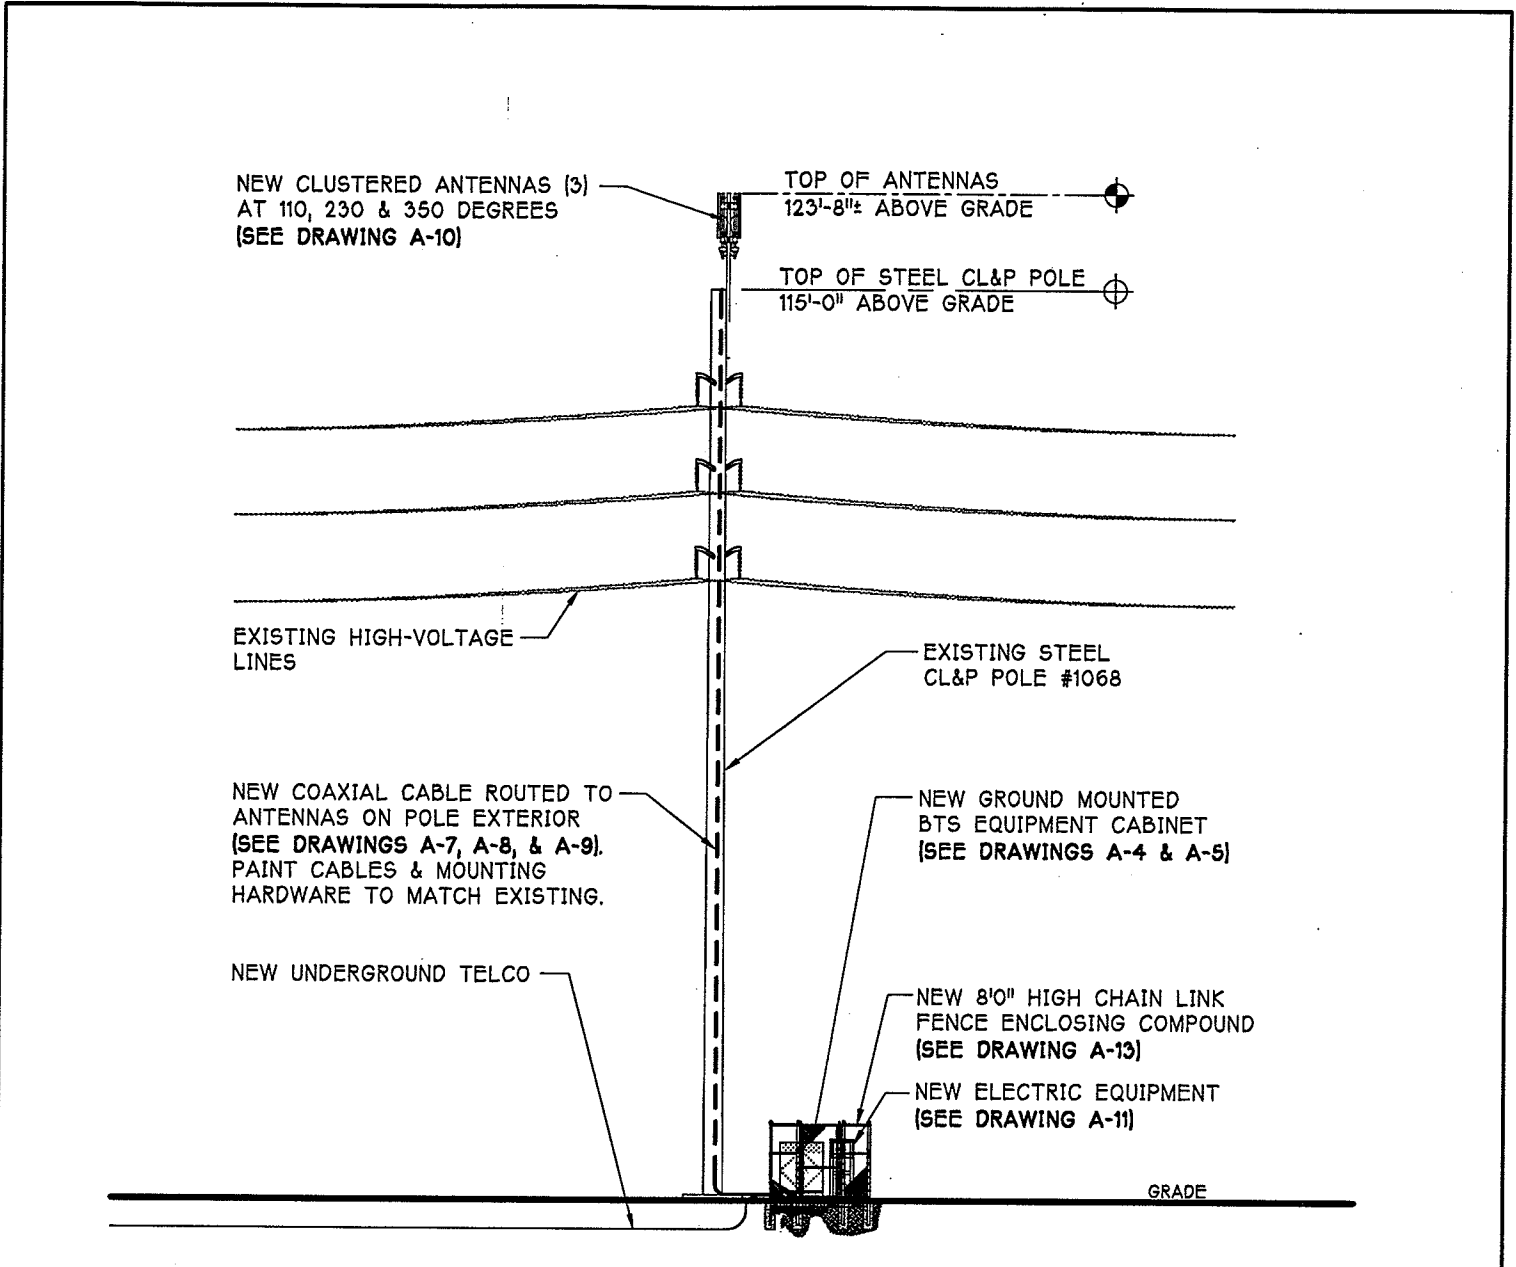 NEW CLUSTERED ANTENNAS (3)
AT 110, 230 & 350 DEGREES
(SEE DRAWING A-10)
TOP OF ANTENNAS
123'-8"± ABOVE GRADE
TOP OF STEEL CL&P POLE
115'-0" ABOVE GRADE
EXISTING HIGH-VOLTAGE
LINES
EXISTING STEEL
CL&P POLE #1068
NEW COAXIAL CABLE ROUTED TO
ANTENNAS ON POLE EXTERIOR
(SEE DRAWINGS A-7, A-8, & A-9).
PAINT CABLES & MOUNTING
HARDWARE TO MATCH EXISTING.
NEW GROUND MOUNTED
BTS EQUIPMENT CABINET
(SEE DRAWINGS A-4 & A-5)
NEW UNDERGROUND TELCO
NEW 8'0" HIGH CHAIN LINK
FENCE ENCLOSING COMPOUND
(SEE DRAWING A-13)
NEW ELECTRIC EQUIPMENT
(SEE DRAWING A-11)
GRADE